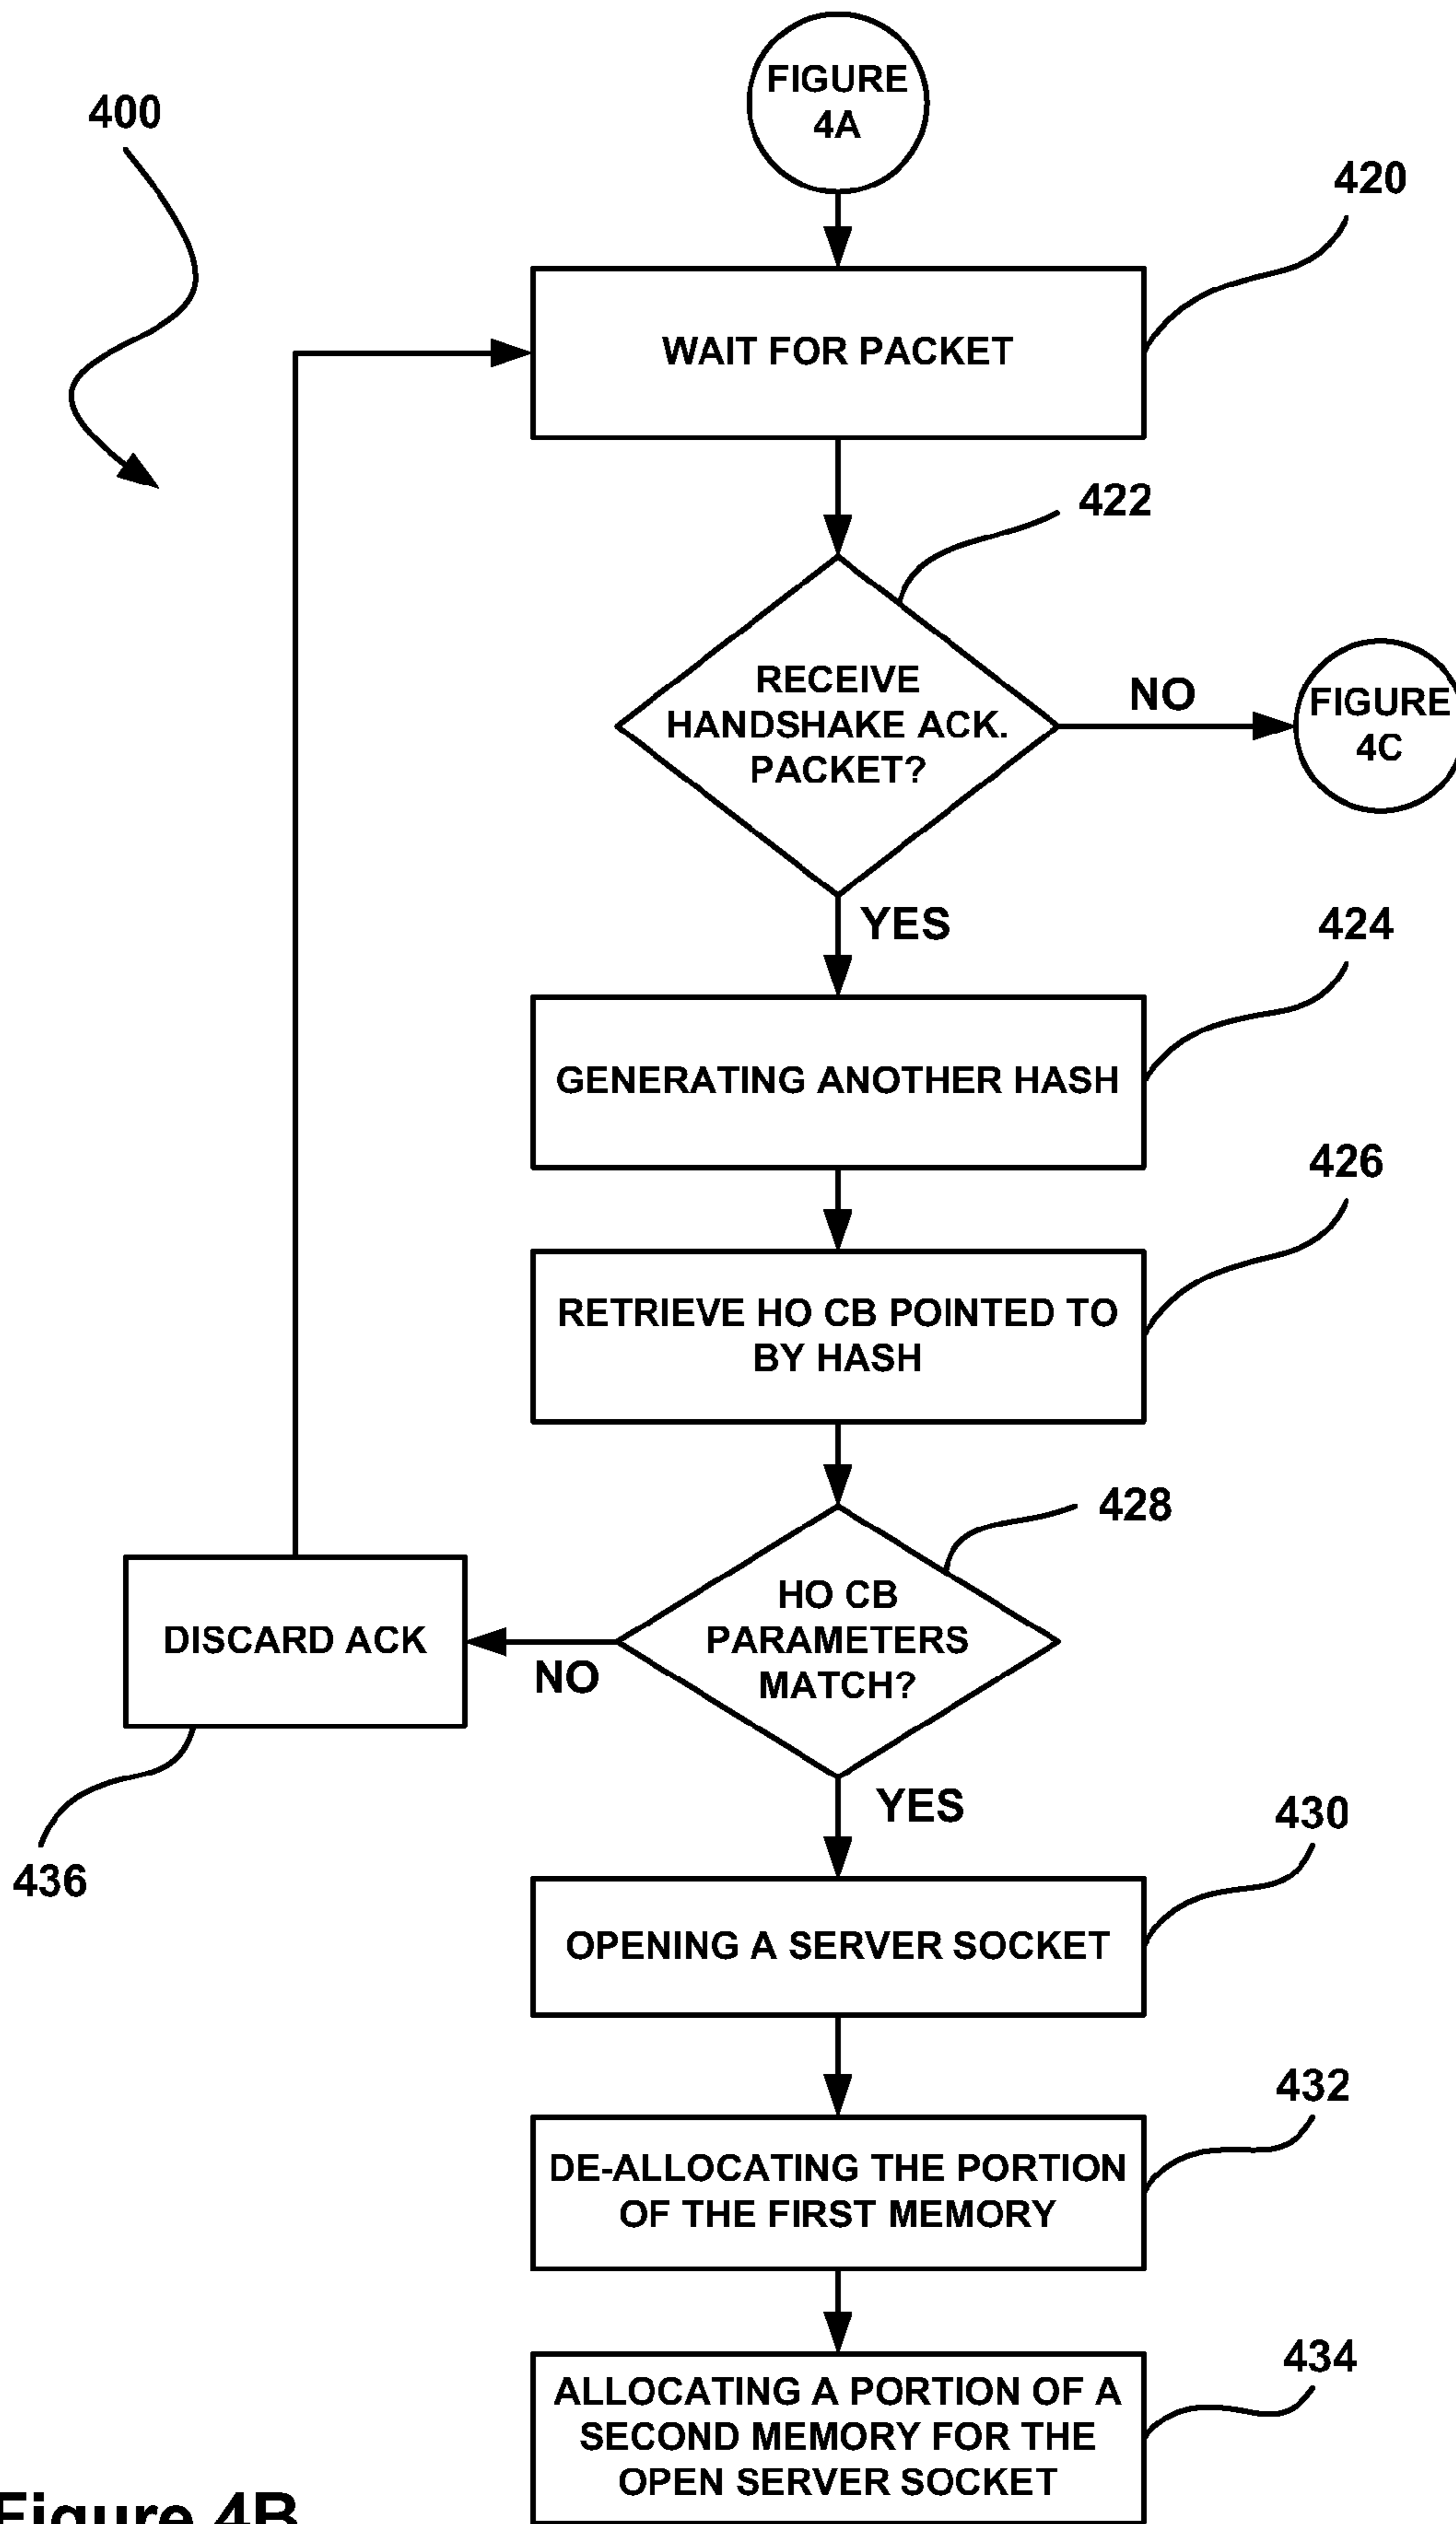 FIGURE
4A
400
420
WAIT FOR PACKET
422
RECEIVE
HANDSHAKE ACK.
PACKET?
NO
FIGURE
4C
YES
424
GENERATING ANOTHER HASH
426
RETRIEVE HO CB POINTED TO
BY HASH
428
HO CB
PARAMETERS
MATCH?
NO
DISCARD ACK
436
YES
430
OPENING A SERVER SOCKET
432
DE-ALLOCATING THE PORTION
OF THE FIRST MEMORY
434
ALLOCATING A PORTION OF A
SECOND MEMORY FOR THE
OPEN SERVER SOCKET
Figure 4B